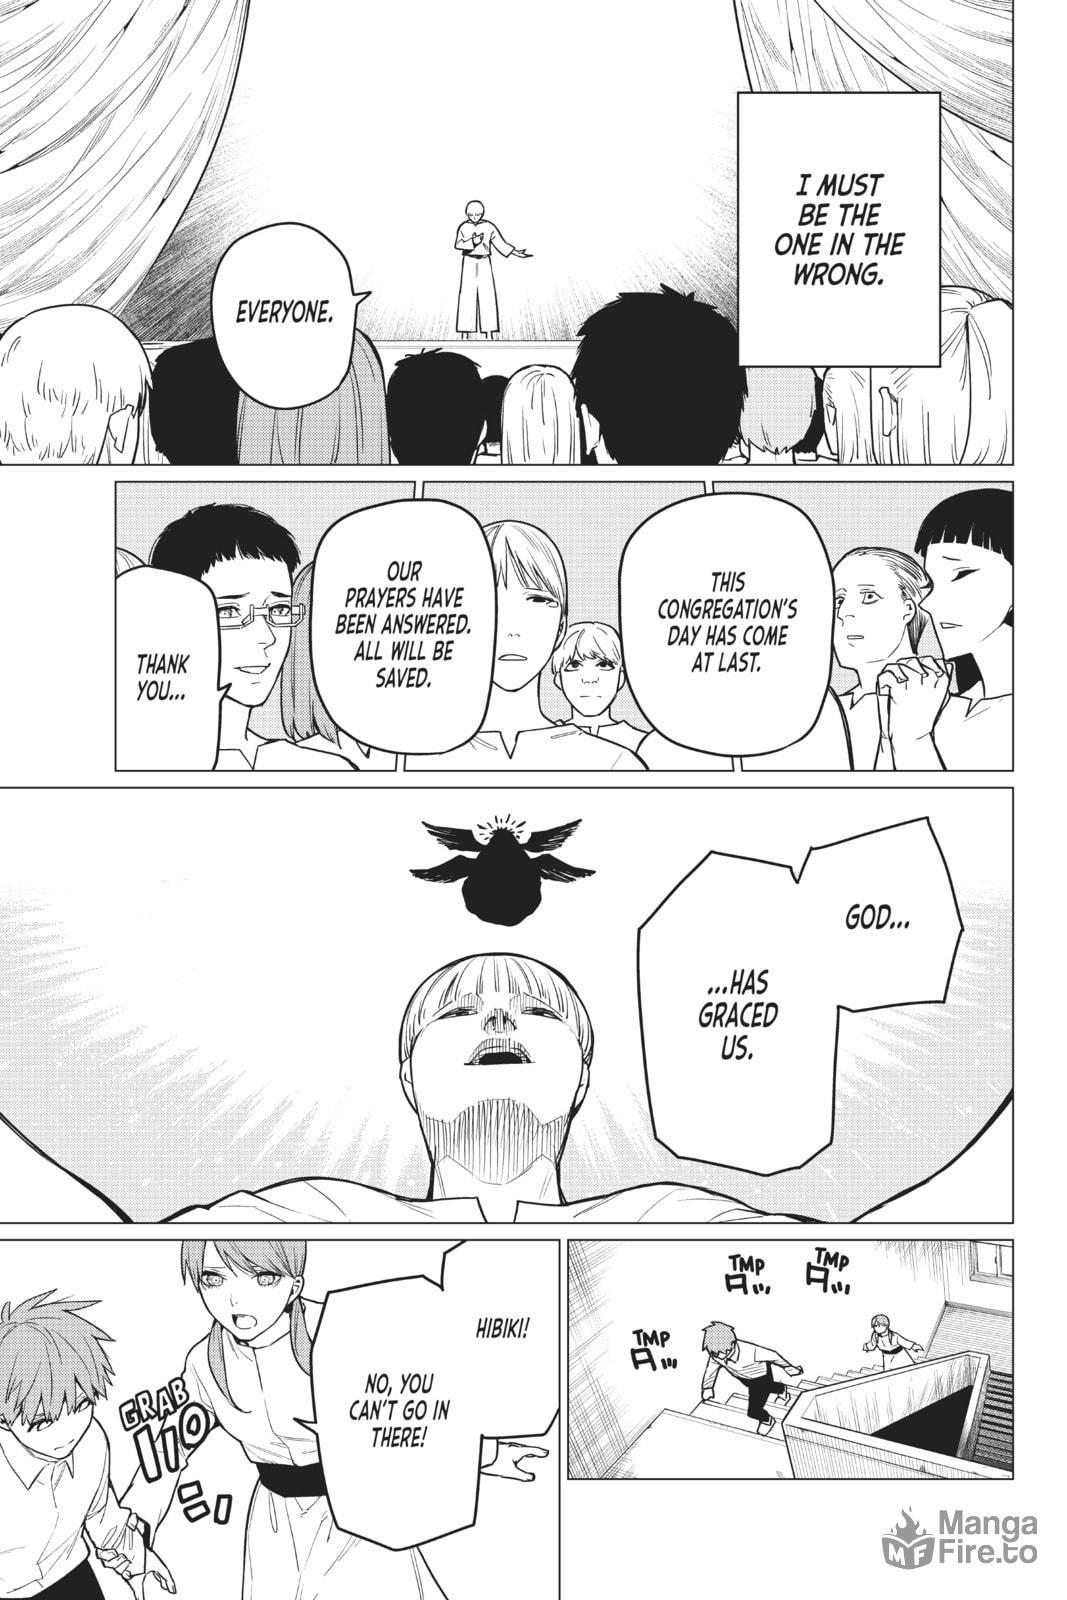 I MUST
BE THE
ONE IN THE
WRONG.
EVERYONE.
THIS
CONGREGATION'S
DAY HAS COME
AT LAST.
OUR
PRAYERS HAVE
BEEN ANSWERED.
ALL WILL BE
SAVED.
THANK
YOU...
GOD...
...HAS
GRACED
US.
TMP
TMP
TMP
HIBIKI!
NO, YOU
CAN'T GO IN
THERE!
GRAB
Manga
Fire.to
MF